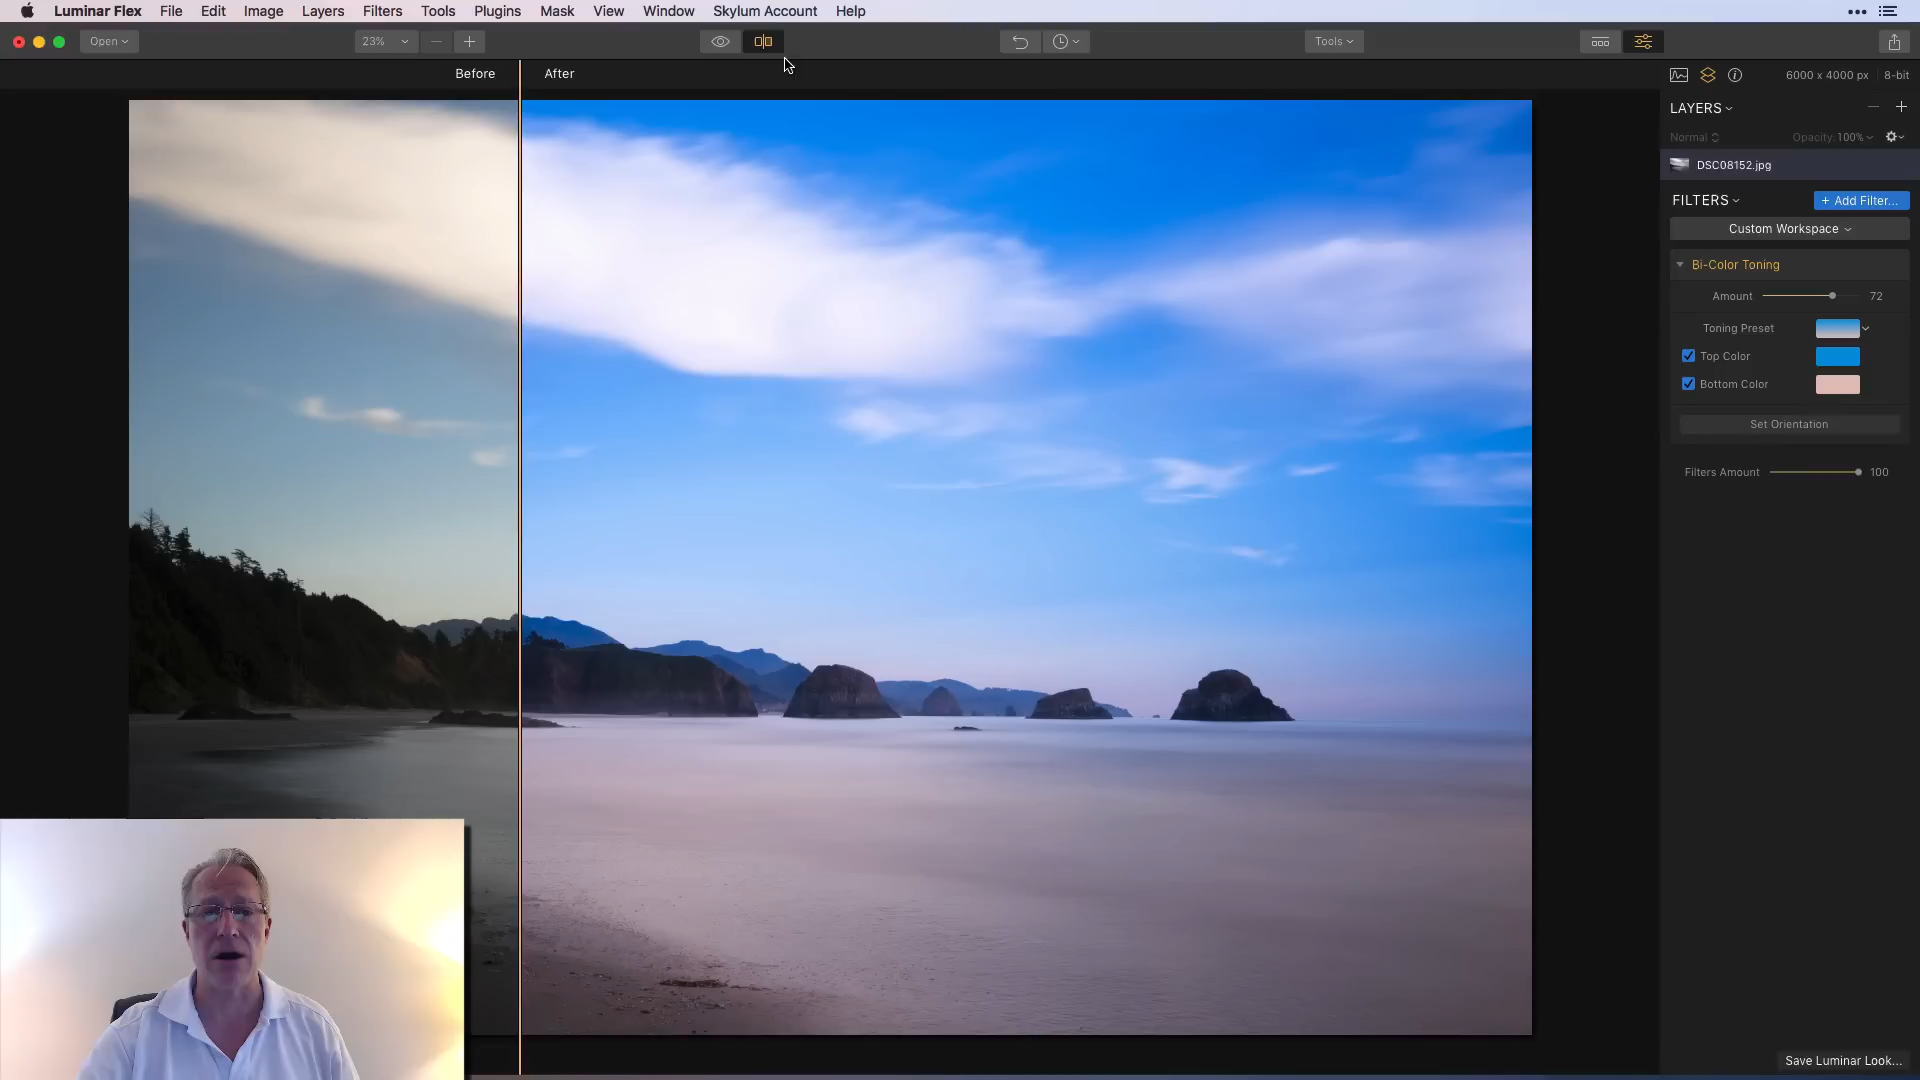 Luminar Flex File Edit Image Layers Filters Tools Plugins Mask View Window Skylum Account Help
Open 23% Tools
Before After
6000 x 4000 px 8-bit
LAYERS
Normal Opacity: 100%
DSC08152.jpg
FILTERS + Add Filter...
Custom Workspace
Bi-Color Toning
Amount 72
Toning Preset
Top Color
Bottom Color
Set Orientation
Filters Amount 100
Save Luminar Look...